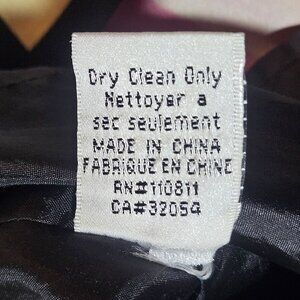 Dry Clean Only
Nettoyer a
sec seulement
MADE IN CHINA
FABRIQUE EN CHINE
RN#110811
CA#32054